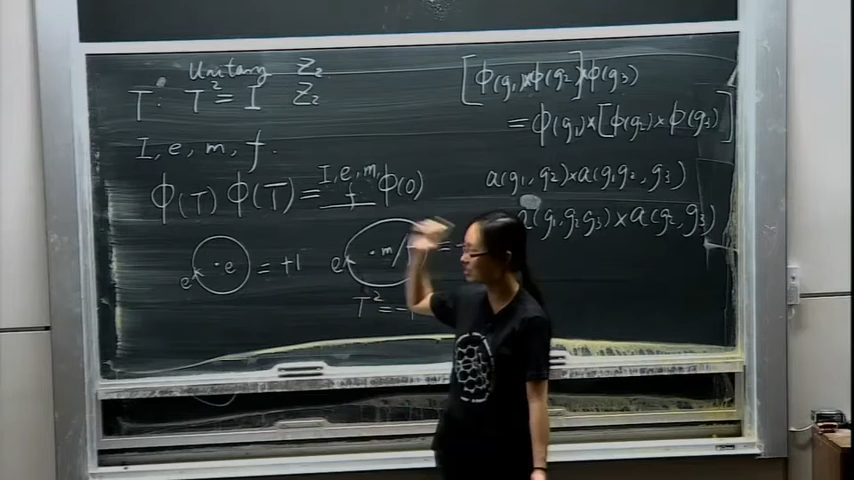 Unitary Z₂
T. T² = I Z₂
I, e, m, f.
ϕ(T) ϕ(T) = I, e, m, f ϕ(0)
e · e = +1
e · m =
T² = -1
[ϕ(g₁)×ϕ(g₂)]×ϕ(g₃)
= ϕ(g₁)×[ϕ(g₂)×ϕ(g₃)]
a(g₁,g₂)×a(g₁g₂,g₃)
(g₁,g₂g₃)×a(g₂,g₃)